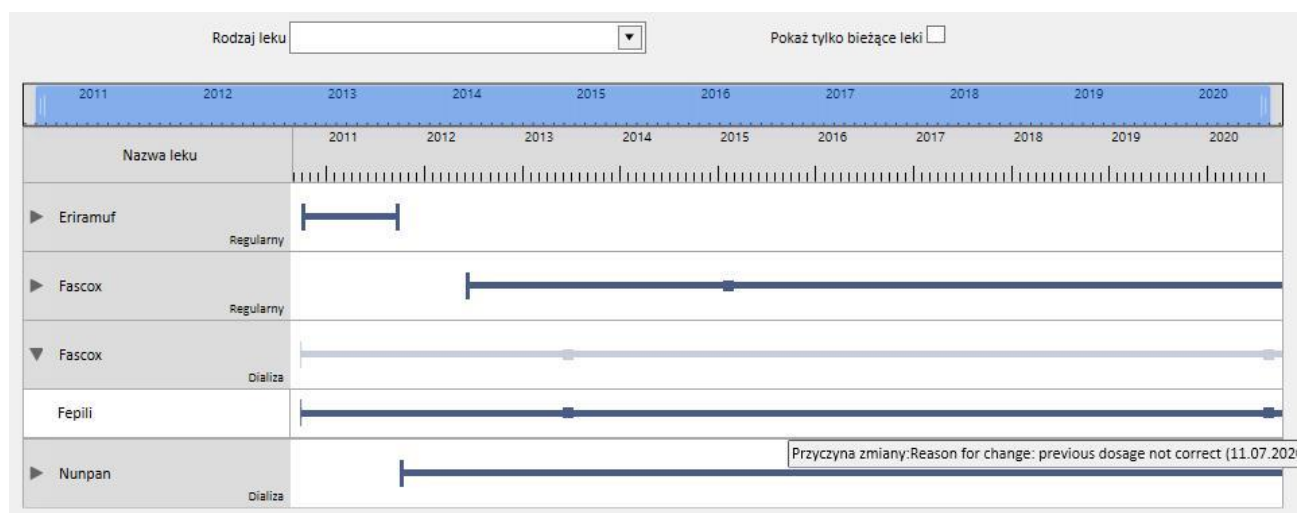 Rodzaj leku Pokaż tylko bieżące leki
2011 2012 2013 2014 2015 2016 2017 2018 2019 2020
2011 2012 2013 2014 2015 2016 2017 2018 2019 2020
Nazwa leku
Eriramuf
Regularny
Fascox
Regularny
Fascox
Dializa
Fepili
Przyczyna zmiany:Reason for change: previous dosage not correct (11.07.202
Nunpan
Dializa